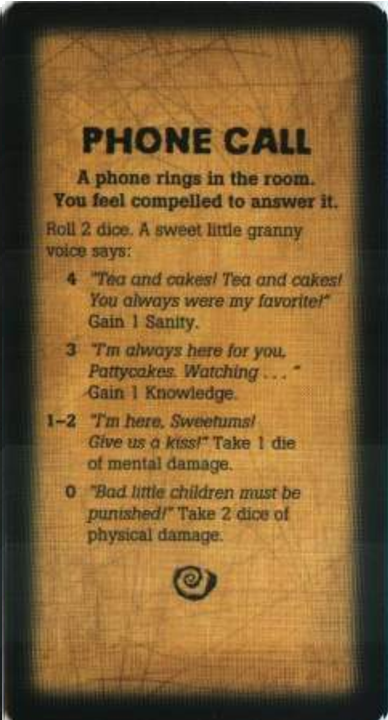 PHONE CALL
A phone rings in the room.
You feel compelled to answer it.
Roll 2 dice. A sweet little granny
voice says:
4 "Tea and cakes! Tea and cakes!
You always were my favorite!"
Gain 1 Sanity.
3 "I'm always here for you,
Pattycakes. Watching . . . "
Gain 1 Knowledge.
1–2 "I'm here, Sweetums!
Give us a kiss!" Take 1 die
of mental damage.
0 "Bad little children must be
punished!" Take 2 dice of
physical damage.